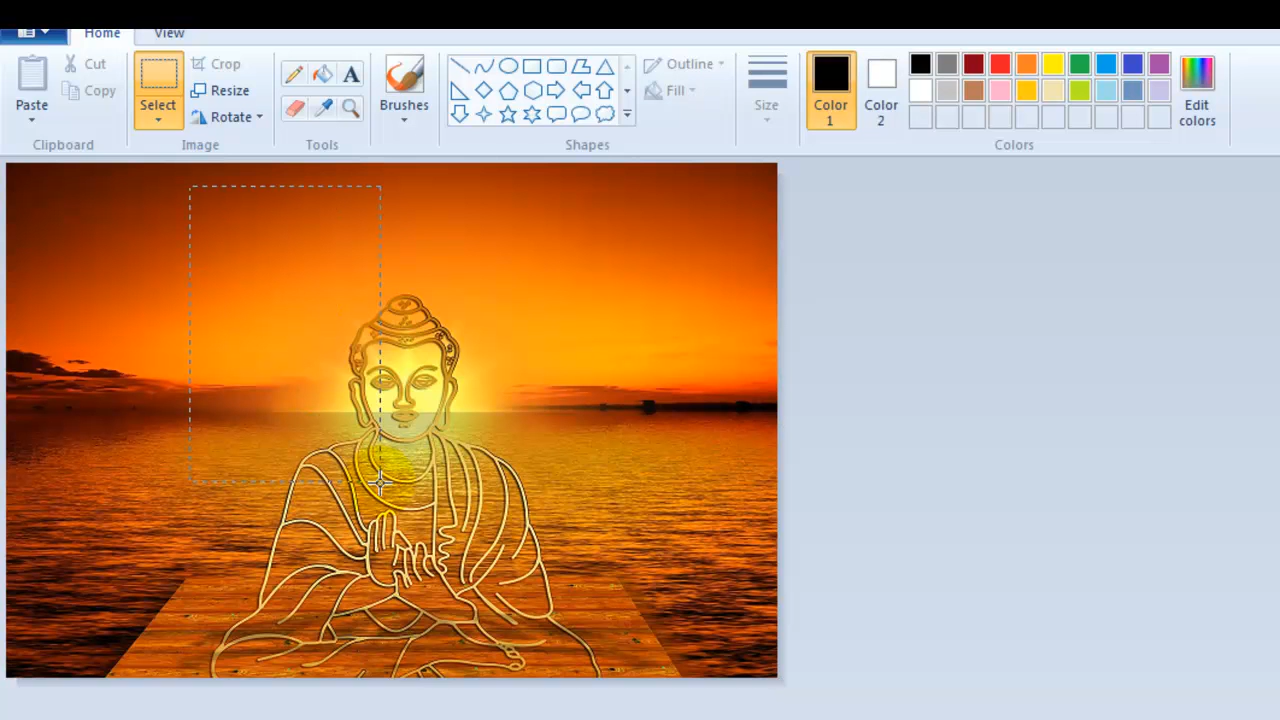 Home View
Paste
Cut
Copy
Clipboard
Select
Crop
Resize
Rotate
Image
A
Tools
Brushes
Outline
Fill
Shapes
Size
Color 1
Color 2
Edit colors
Colors